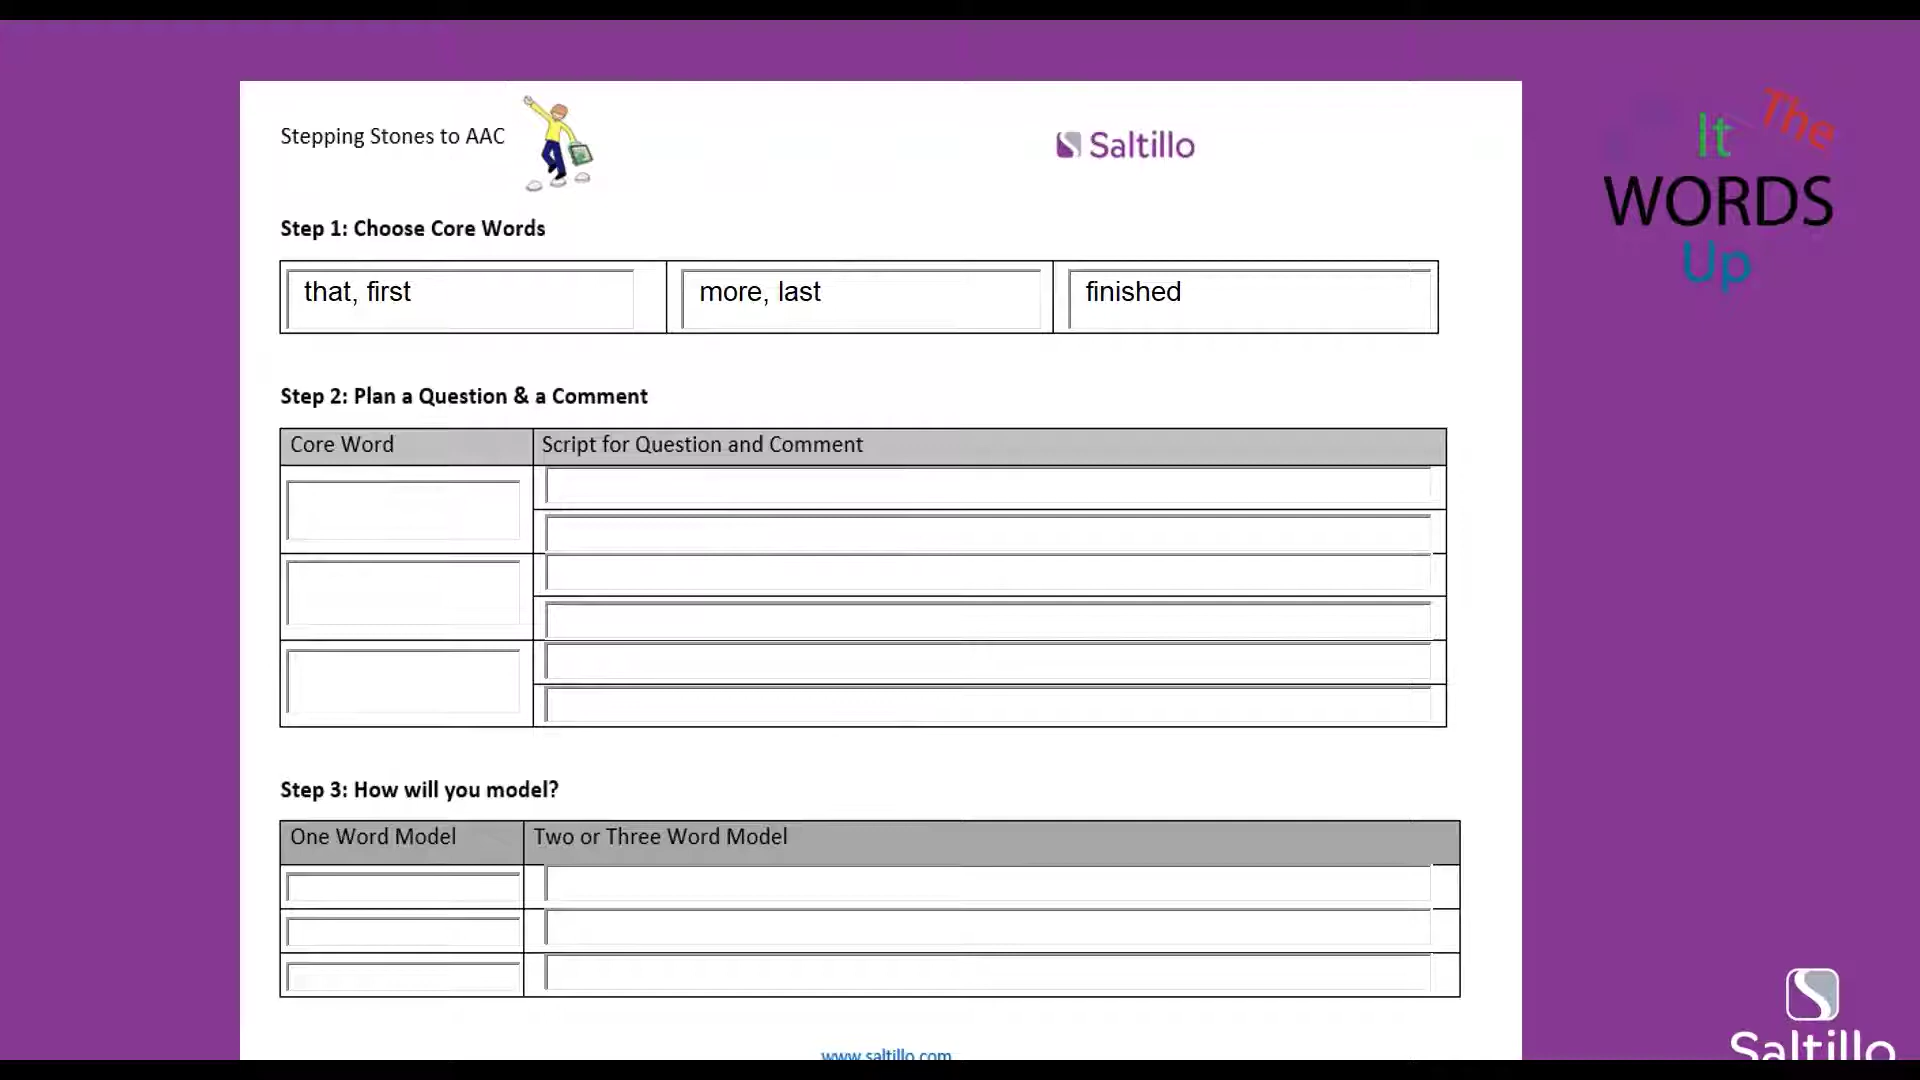 Stepping Stones to AAC
Saltillo
The
It
WORDS
Up
Step 1: Choose Core Words
that, first
more, last
finished
Step 2: Plan a Question & a Comment
Core Word
Script for Question and Comment
Step 3: How will you model?
One Word Model
Two or Three Word Model
www.saltillo.com
Saltillo